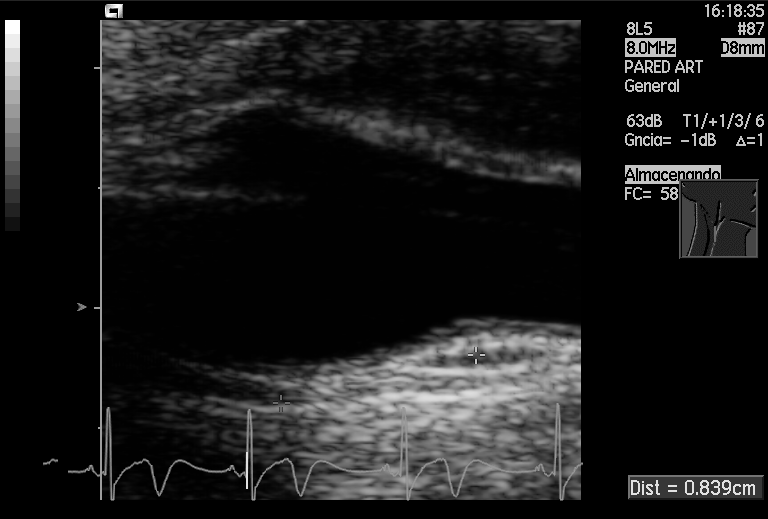 16:18:35
8L5 #87
8.0MHz 08mm
PARED ART
General
63dB T1/+1/3/ 6
Gncia= -1dB Δ=1
Almacenando
FC= 58
Dist = 0.839cm